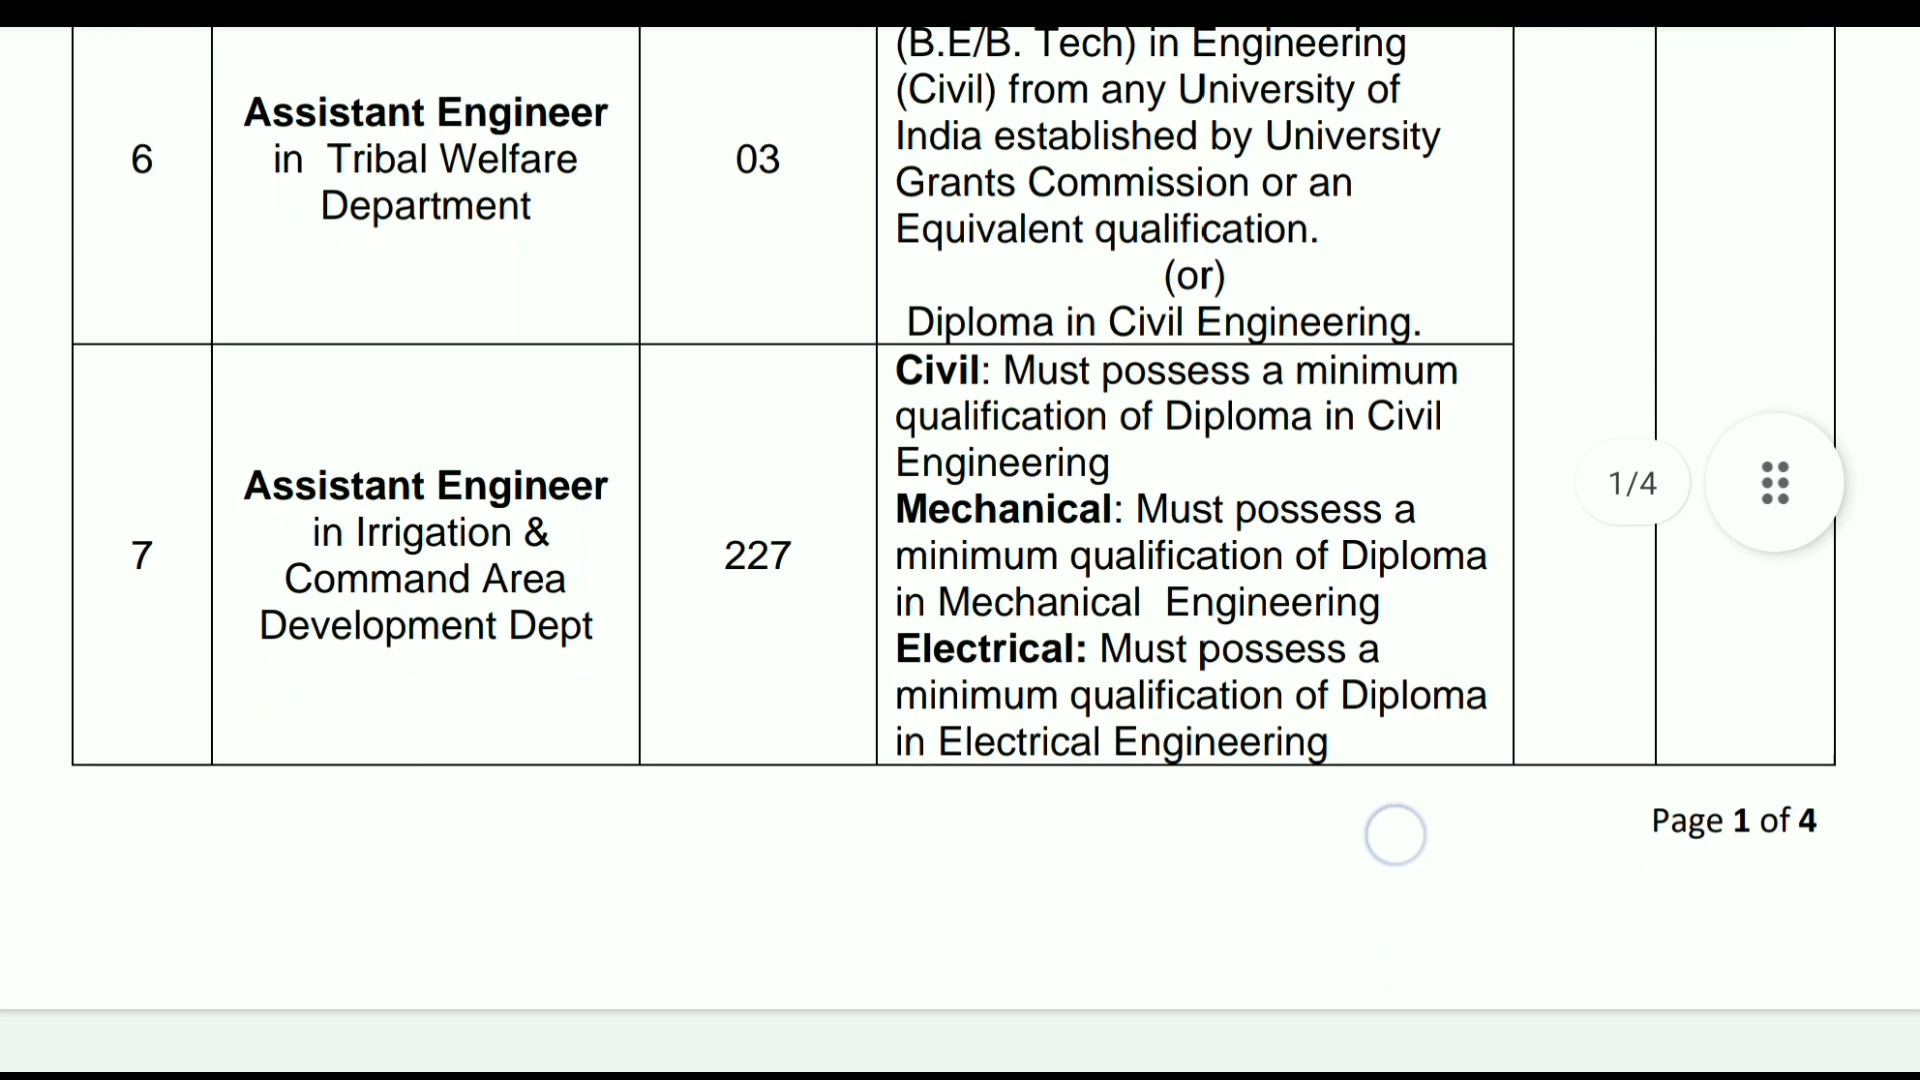 (B.E/B. Tech) in Engineering
(Civil) from any University of
India established by University
Grants Commission or an
Equivalent qualification.
(or)
Diploma in Civil Engineering.
6
Assistant Engineer
in Tribal Welfare
Department
03
7
Assistant Engineer
in Irrigation &
Command Area
Development Dept
227
Civil: Must possess a minimum
qualification of Diploma in Civil
Engineering
Mechanical: Must possess a
minimum qualification of Diploma
in Mechanical Engineering
Electrical: Must possess a
minimum qualification of Diploma
in Electrical Engineering
1/4
Page 1 of 4